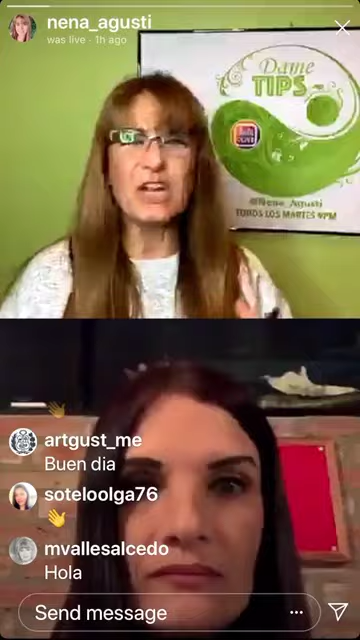 nena_agusti
was live · 1h ago
Dame
TIPS
@Nena_Agusti
TODOS LOS MARTES 9PM
👋
artgust_me
Buen dia
soteloolga76
👋
mvallesalcedo
Hola
Send message